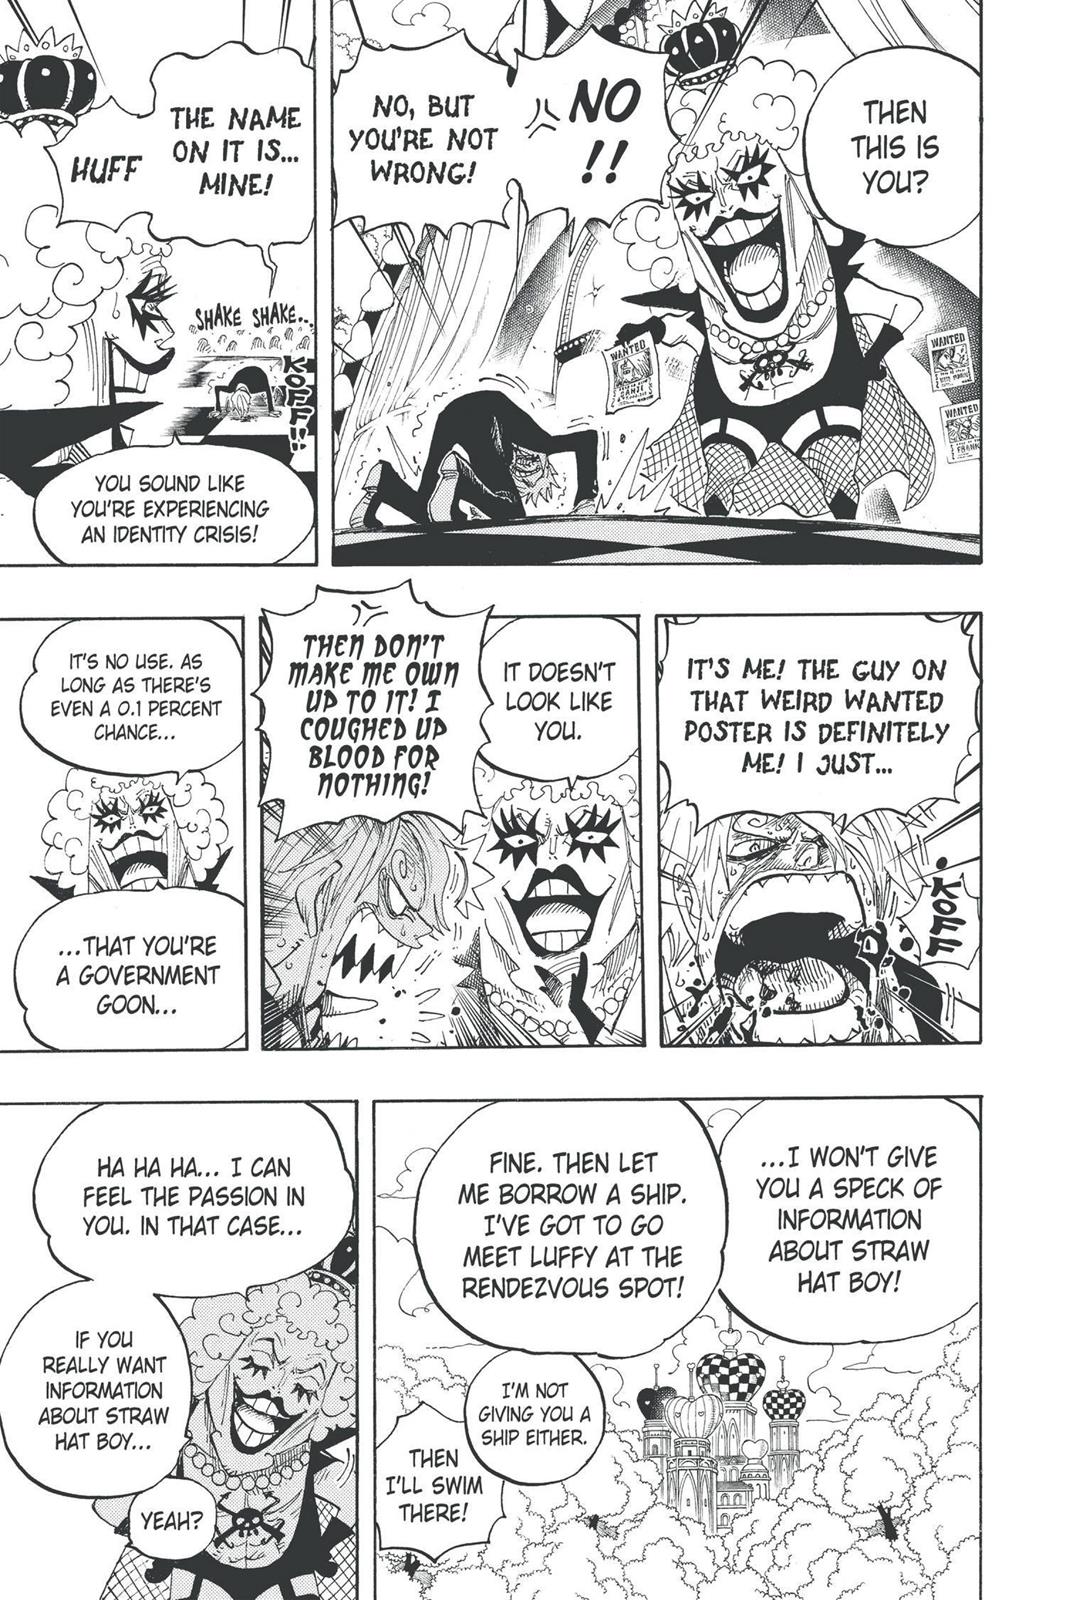 THEN
THIS IS
YOU?
NO
!!
NO, BUT
YOU'RE NOT
WRONG!
WANTED
SANJI
WANTED
WANTED
FRANK
THE NAME
ON IT IS...
MINE!
HUFF
SHAKE SHAKE...
KOFF!!
YOU SOUND LIKE
YOU'RE EXPERIENCING
AN IDENTITY CRISIS!
IT'S ME! THE GUY ON
THAT WEIRD WANTED
POSTER IS DEFINITELY
ME! I JUST...
KOFF
IT DOESN'T
LOOK LIKE
YOU.
THEN DON'T
MAKE ME OWN
UP TO IT! I
COUGHED UP
BLOOD FOR
NOTHING!
IT'S NO USE. AS
LONG AS THERE'S
EVEN A 0.1 PERCENT
CHANCE...
...THAT YOU'RE
A GOVERNMENT
GOON...
...I WON'T GIVE
YOU A SPECK OF
INFORMATION
ABOUT STRAW
HAT BOY!
FINE. THEN LET
ME BORROW A SHIP.
I'VE GOT TO GO
MEET LUFFY AT THE
RENDEZVOUS SPOT!
I'M NOT
GIVING YOU A
SHIP EITHER.
THEN
I'LL SWIM
THERE!
HA HA HA... I CAN
FEEL THE PASSION IN
YOU. IN THAT CASE...
IF YOU
REALLY WANT
INFORMATION
ABOUT STRAW
HAT BOY...
YEAH?